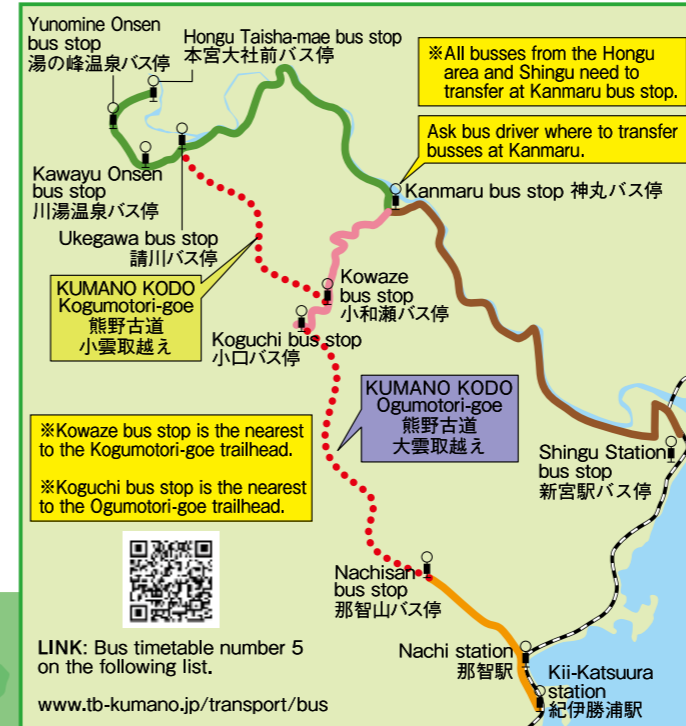 Yunomine Onsen
bus stop
湯の峰温泉バス停
Hongu Taisha-mae bus stop
本宮大社前バス停
※All busses from the Hongu
area and Shingu need to
transfer at Kanmaru bus stop.
Ask bus driver where to transfer
busses at Kanmaru.
Kawayu Onsen
bus stop
川湯温泉バス停
Kanmaru bus stop 神丸バス停
Ukegawa bus stop
請川バス停
KUMANO KODO
Kogumotori-goe
熊野古道
小雲取越え
Kowaze
bus stop
小和瀬バス停
Koguchi bus stop
小口バス停
KUMANO KODO
Ogumotori-goe
熊野古道
大雲取越え
※Kowaze bus stop is the nearest
to the Kogumotori-goe trailhead.
※Koguchi bus stop is the nearest
to the Ogumotori-goe trailhead.
Shingu Station
bus stop
新宮駅バス停
Nachisan
bus stop
那智山バス停
LINK: Bus timetable number 5
on the following list.
www.tb-kumano.jp/transport/bus
Nachi station
那智駅
Kii-Katsuura
station
紀伊勝浦駅